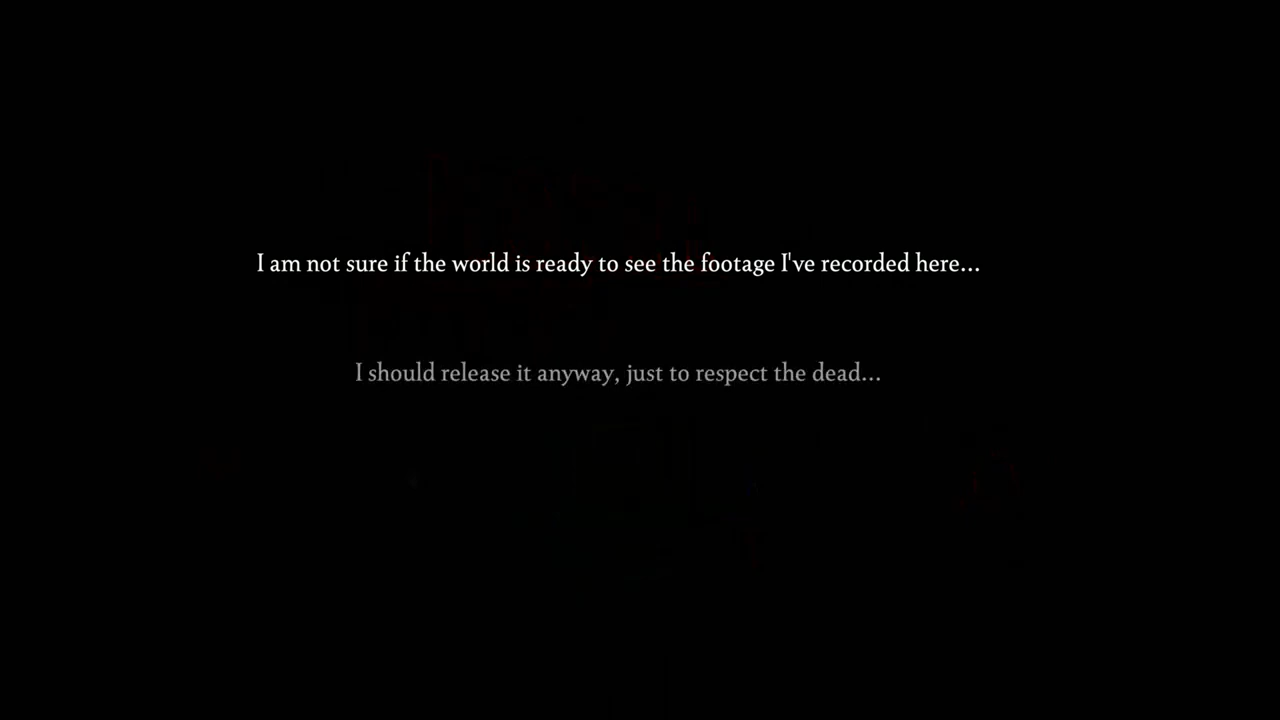 I am not sure if the world is ready to see the footage I've recorded here...
I should release it anyway, just to respect the dead...